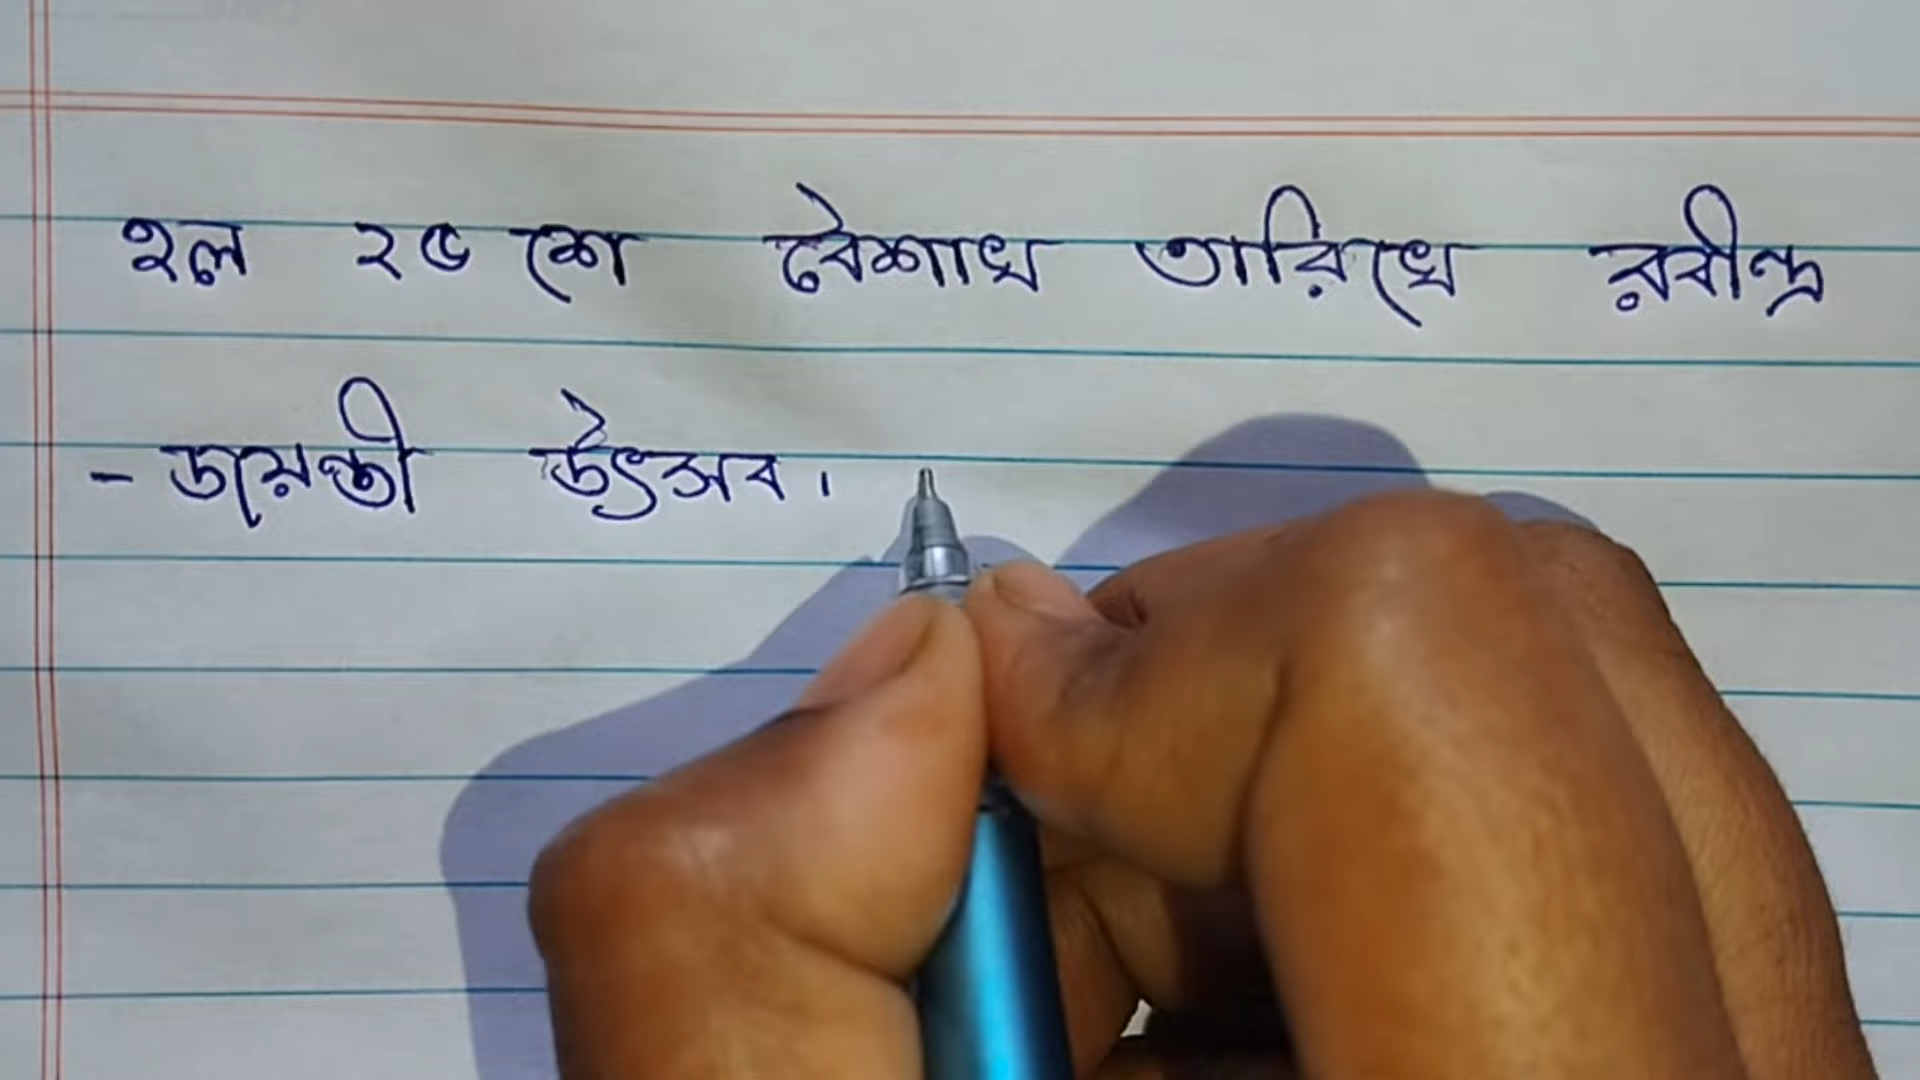 হল ২৫ শে বৈশাখ তারিখে রবীন্দ্র
- জয়ন্তী উৎসব।